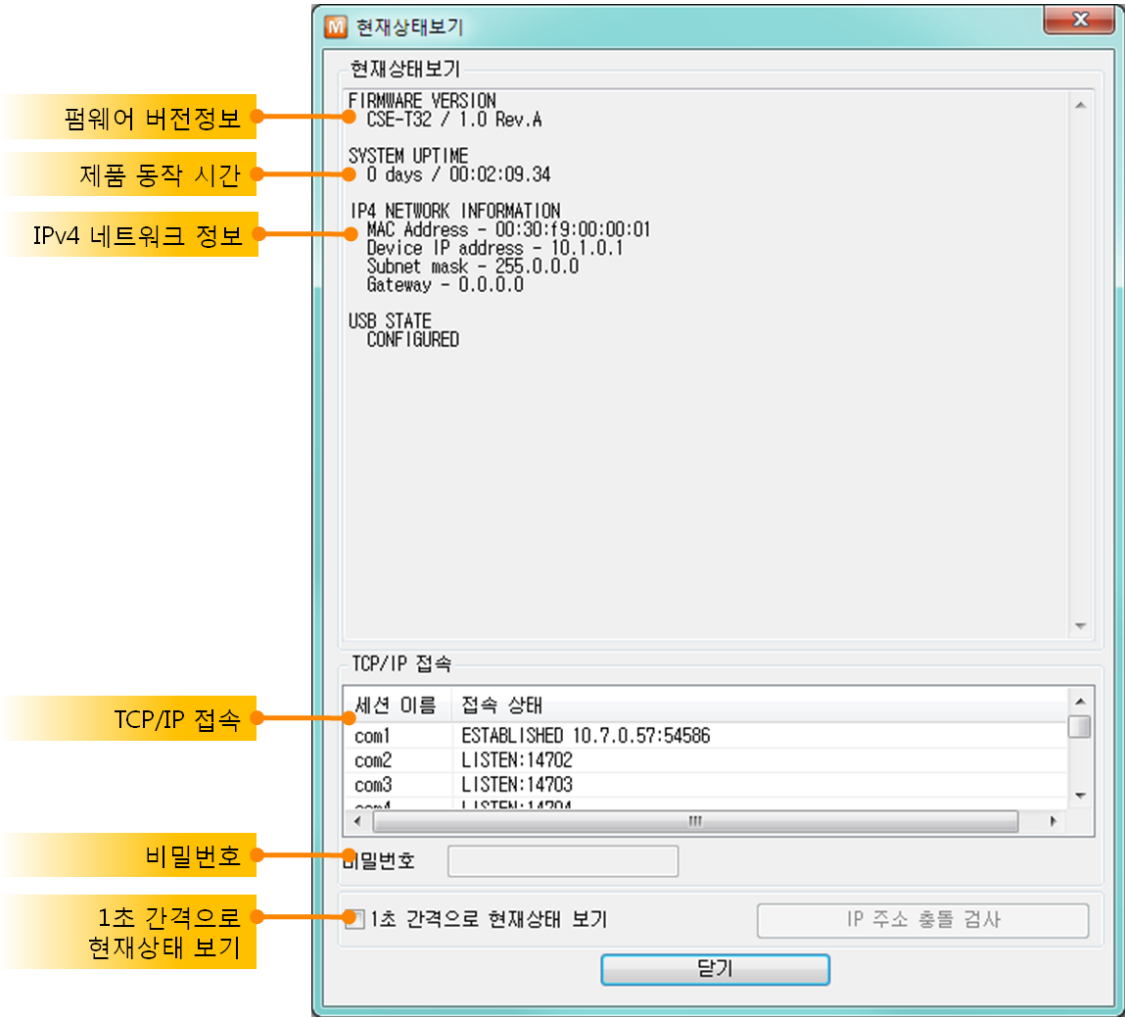 M 현재상태보기
X
현재상태보기
펌웨어 버전정보
FIRMWARE VERSION
CSE-T32 / 1.0 Rev.A
제품 동작 시간
SYSTEM UPTIME
0 days / 00:02:09.34
IPv4 네트워크 정보
IP4 NETWORK INFORMATION
MAC Address - 00:30:f9:00:00:01
Device IP address - 10.1.0.1
Subnet mask - 255.0.0.0
Gateway - 0.0.0.0
USB STATE
CONFIGURED
TCP/IP 접속
TCP/IP 접속
세션 이름 접속 상태
com1 ESTABLISHED 10.7.0.57:54586
com2 LISTEN:14702
com3 LISTEN:14703
com4 LISTEN:14704
비밀번호
비밀번호
1초 간격으로
현재상태 보기
1초 간격으로 현재상태 보기
IP 주소 충돌 검사
닫기